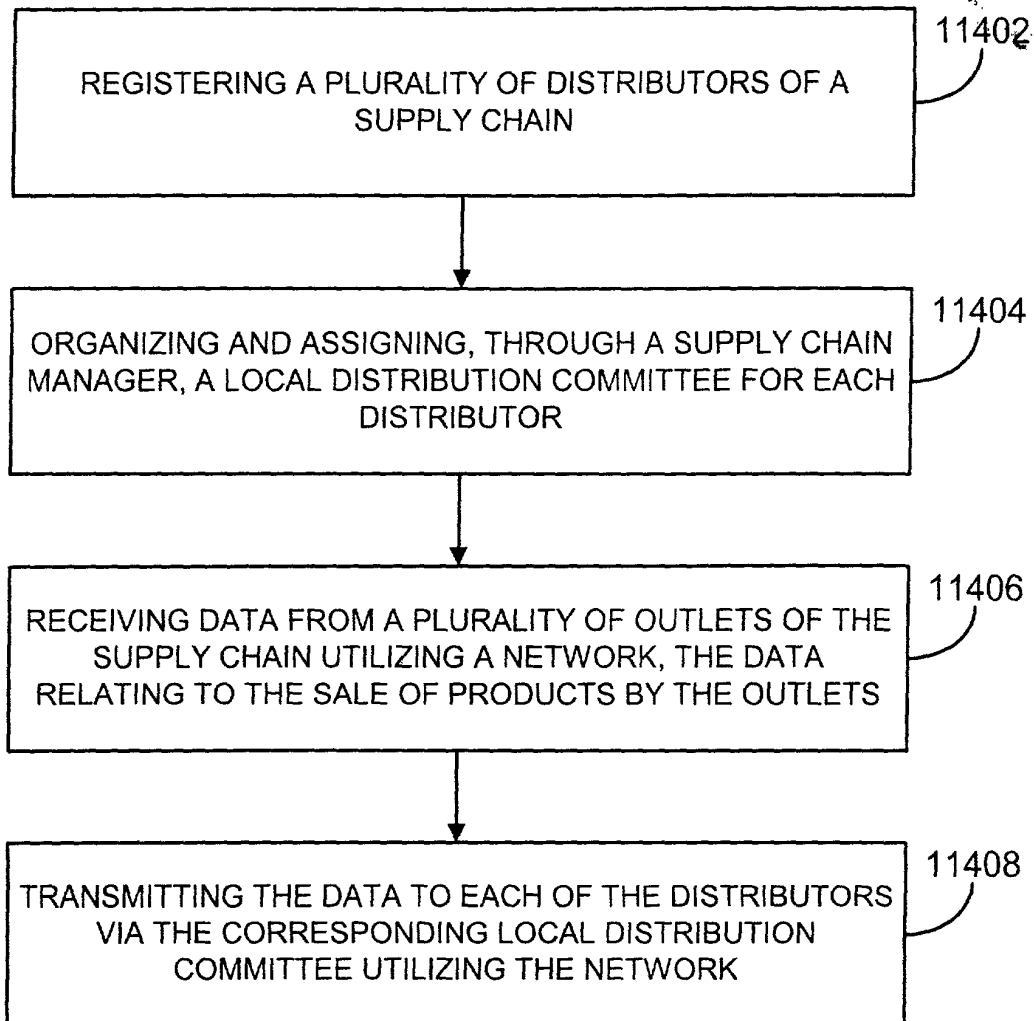 11402
REGISTERING A PLURALITY OF DISTRIBUTORS OF A
SUPPLY CHAIN
11404
ORGANIZING AND ASSIGNING, THROUGH A SUPPLY CHAIN
MANAGER, A LOCAL DISTRIBUTION COMMITTEE FOR EACH
DISTRIBUTOR
11406
RECEIVING DATA FROM A PLURALITY OF OUTLETS OF THE
SUPPLY CHAIN UTILIZING A NETWORK, THE DATA
RELATING TO THE SALE OF PRODUCTS BY THE OUTLETS
11408
TRANSMITTING THE DATA TO EACH OF THE DISTRIBUTORS
VIA THE CORRESPONDING LOCAL DISTRIBUTION
COMMITTEE UTILIZING THE NETWORK